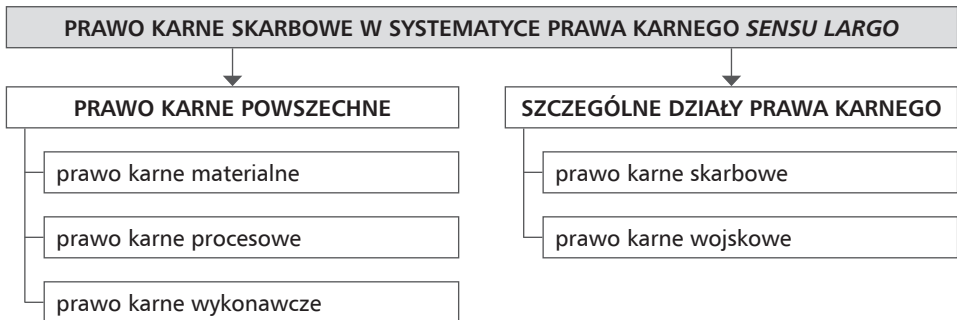 PRAWO KARNE SKARBOWE W SYSTEMATYCE PRAWA KARNEGO SENSU LARGO
PRAWO KARNE POWSZECHNE
prawo karne materialne
prawo karne procesowe
prawo karne wykonawcze
SZCZEGÓLNE DZIAŁY PRAWA KARNEGO
prawo karne skarbowe
prawo karne wojskowe